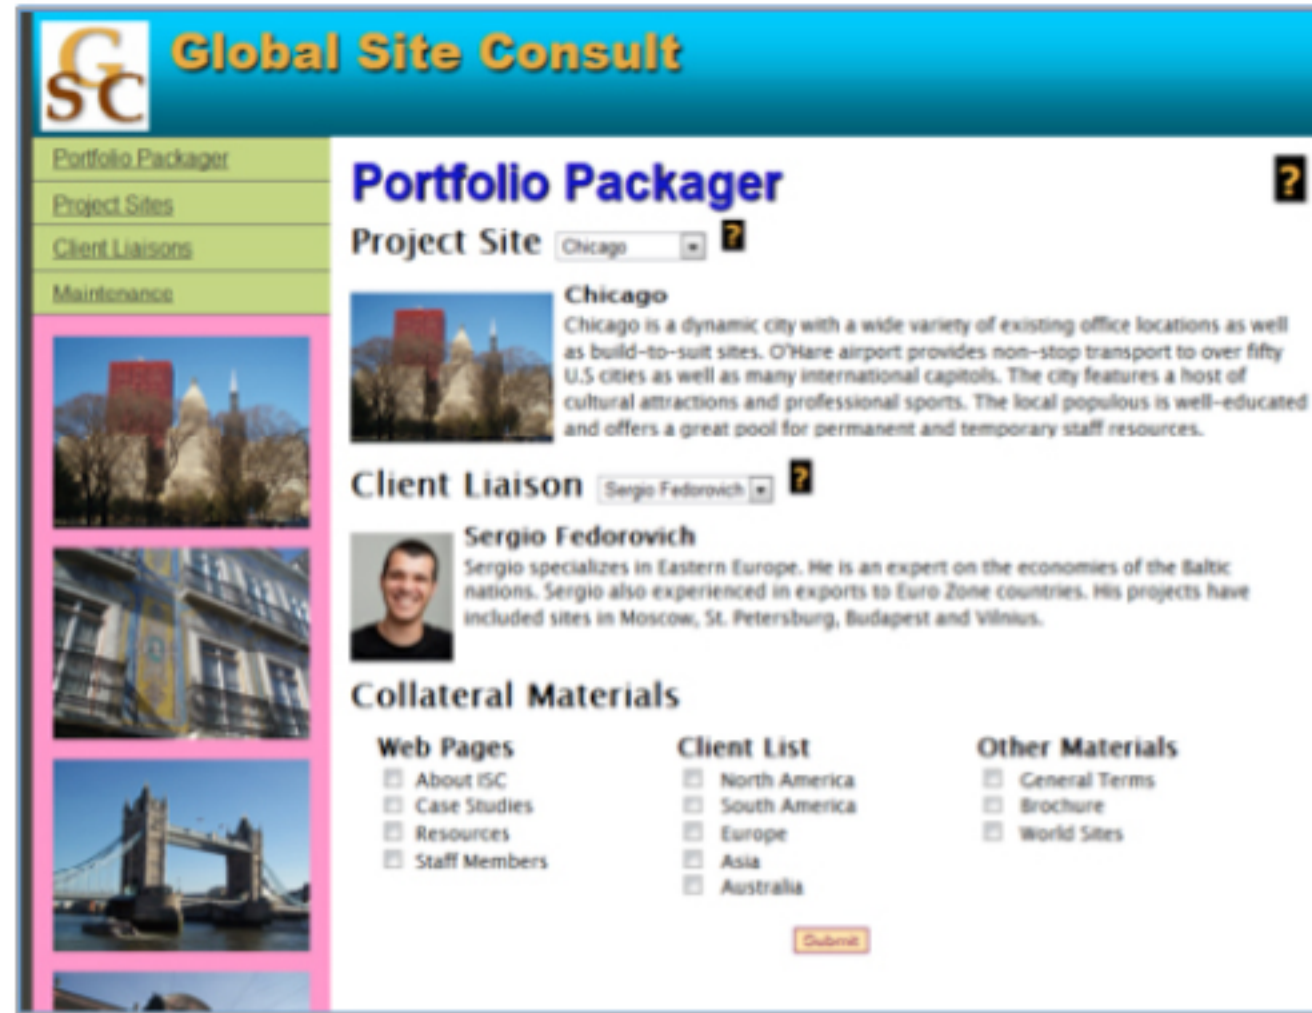 GSC
Global Site Consult
Portfolio Packager
Project Sites
Client Liaisons
Maintenance
Portfolio Packager
?
Project Site Chicago ?
Chicago
Chicago is a dynamic city with a wide variety of existing office locations as well
as build-to-suit sites. O'Hare airport provides non-stop transport to over fifty
U.S cities as well as many international capitols. The city features a host of
cultural attractions and professional sports. The local populous is well-educated
and offers a great pool for permanent and temporary staff resources.
Client Liaison Sergio Fedorovich ?
Sergio Fedorovich
Sergio specializes in Eastern Europe. He is an expert on the economies of the Baltic
nations. Sergio also experienced in exports to Euro Zone countries. His projects have
included sites in Moscow, St. Petersburg, Budapest and Vilnius.
Collateral Materials
Web Pages
About ISC
Case Studies
Resources
Staff Members
Client List
North America
South America
Europe
Asia
Australia
Other Materials
General Terms
Brochure
World Sites
Submit